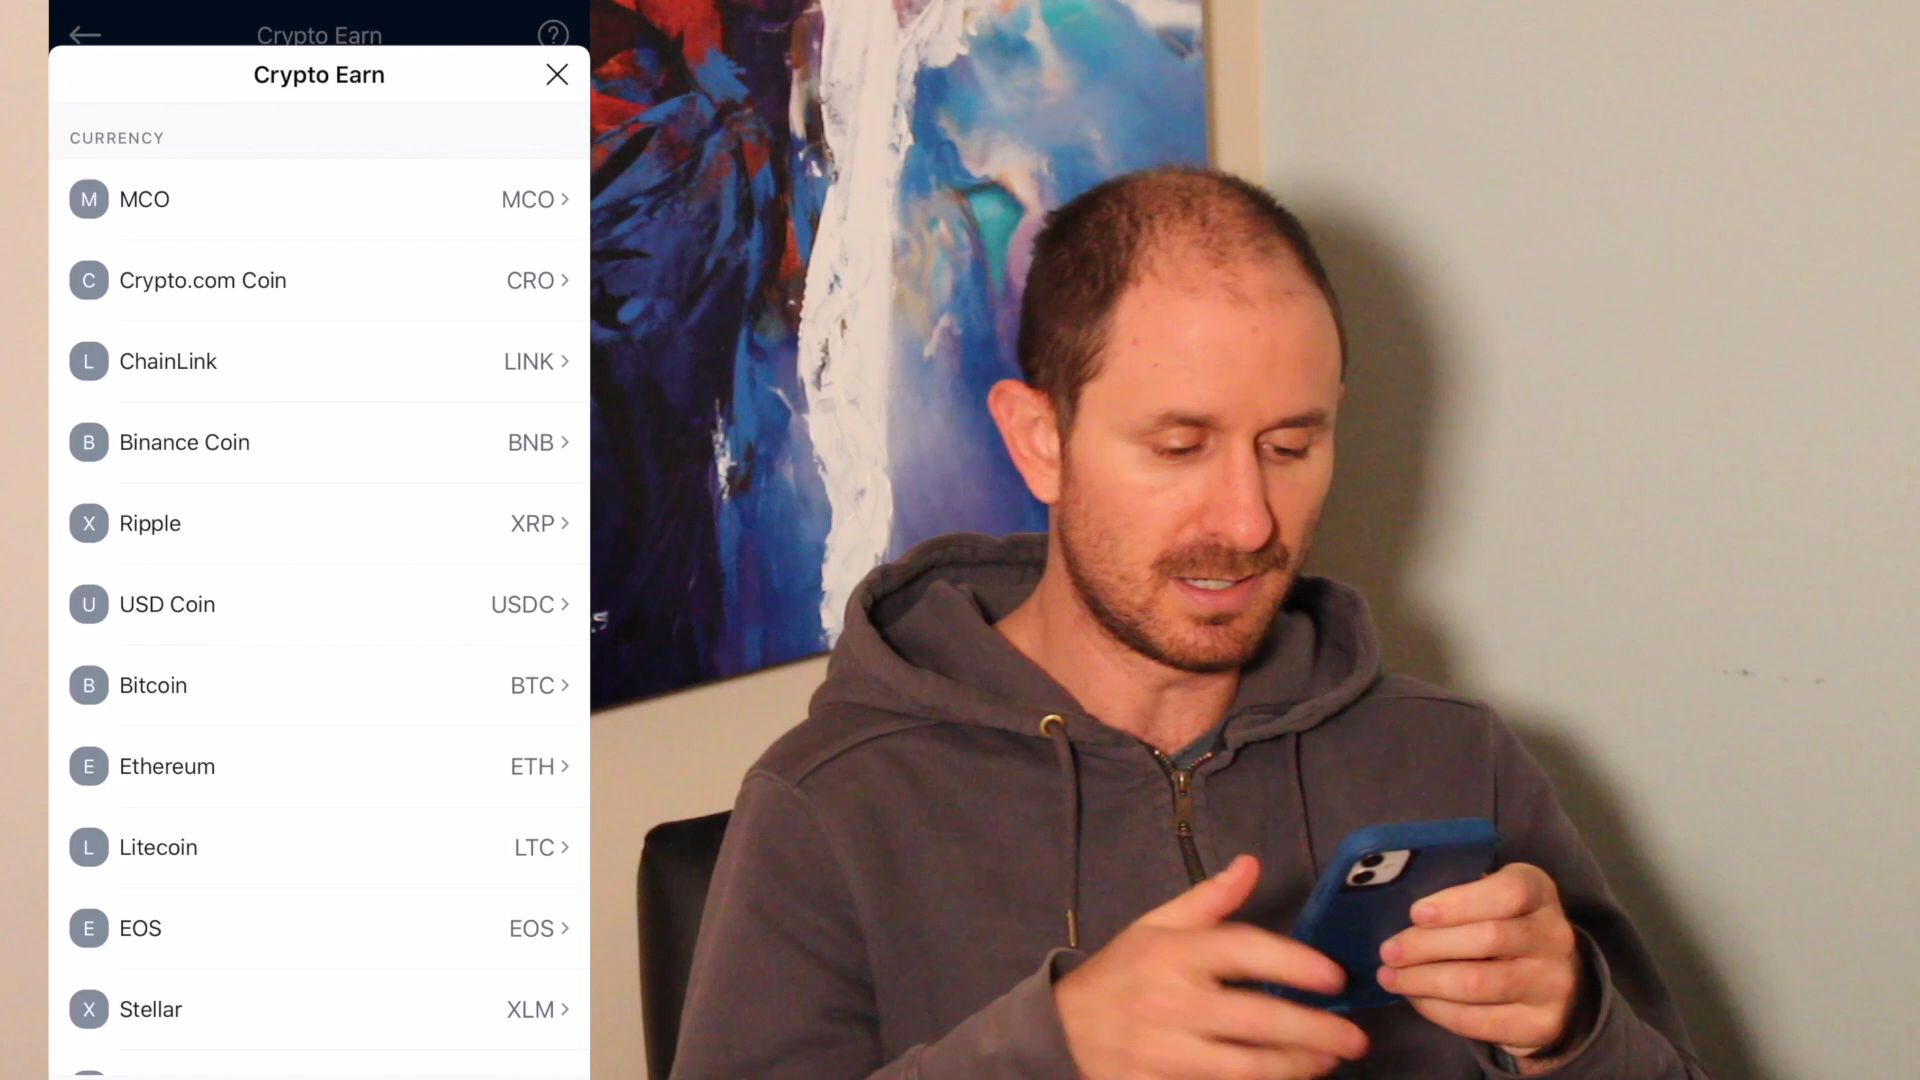 Crypto Earn
?
Crypto Earn
CURRENCY
M MCO MCO
C Crypto.com Coin CRO
L ChainLink LINK
B Binance Coin BNB
X Ripple XRP
U USD Coin USDC
B Bitcoin BTC
E Ethereum ETH
L Litecoin LTC
E EOS EOS
X Stellar XLM